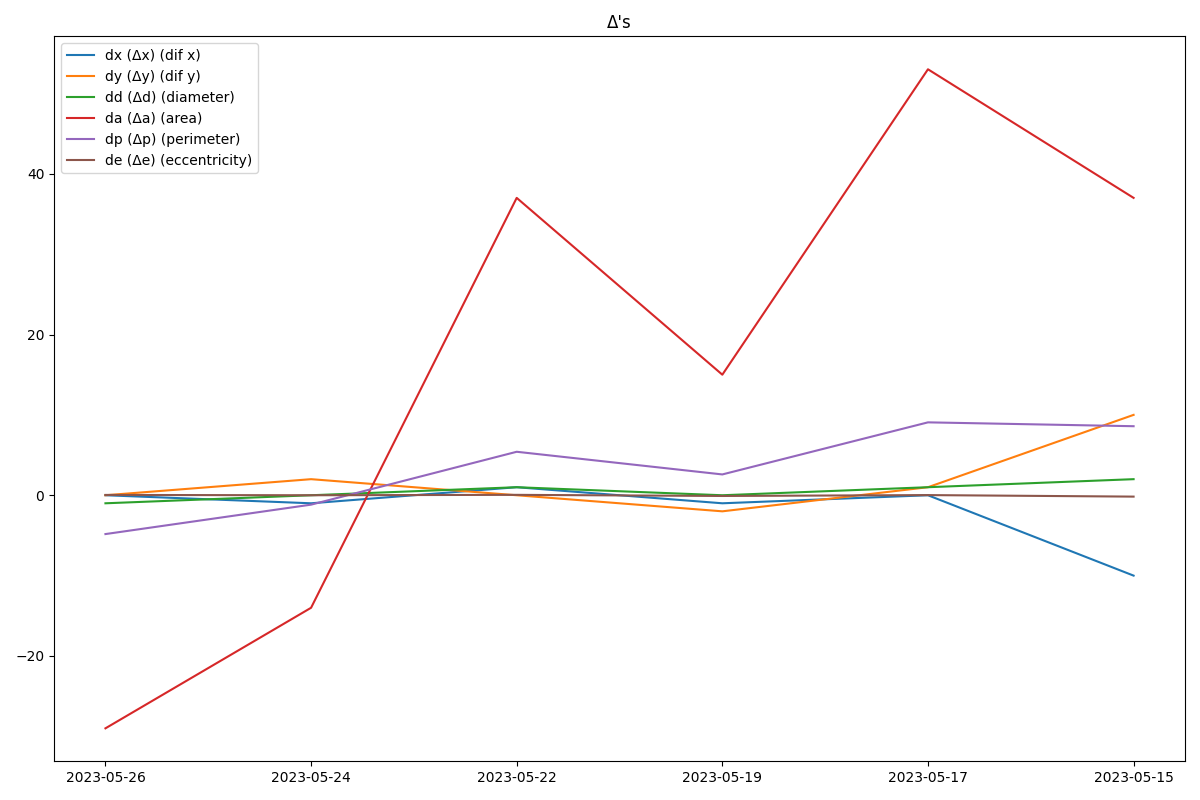 Δ's
dx (Δx) (dif x)
dy (Δy) (dif y)
dd (Δd) (diameter)
da (Δa) (area)
dp (Δp) (perimeter)
de (Δe) (eccentricity)
40
20
0
−20
2023-05-26 2023-05-24 2023-05-22 2023-05-19 2023-05-17 2023-05-15